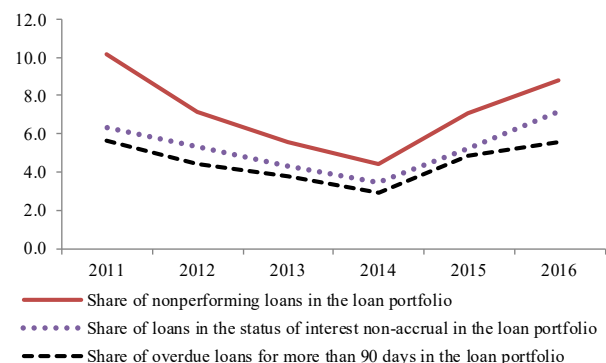 12.0
10.0
8.0
6.0
4.0
2.0
0.0
2011 2012 2013 2014 2015 2016
Share of nonperforming loans in the loan portfolio
Share of loans in the status of interest non-accrual in the loan portfolio
Share of overdue loans for more than 90 days in the loan portfolio